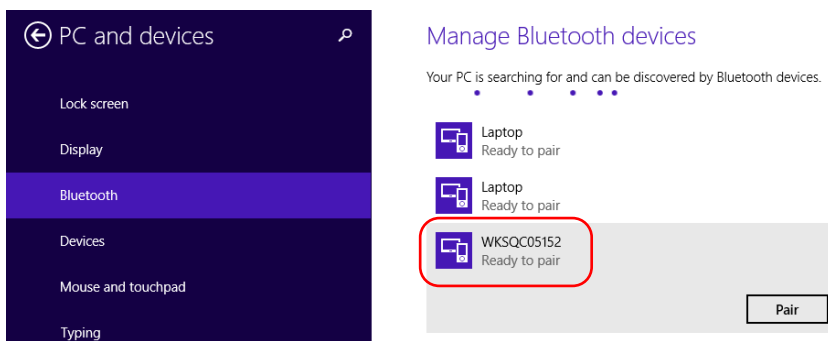 PC and devices
Lock screen
Display
Bluetooth
Devices
Mouse and touchpad
Typing
Manage Bluetooth devices
Your PC is searching for and can be discovered by Bluetooth devices.
Laptop
Ready to pair
Laptop
Ready to pair
WKSQC05152
Ready to pair
Pair